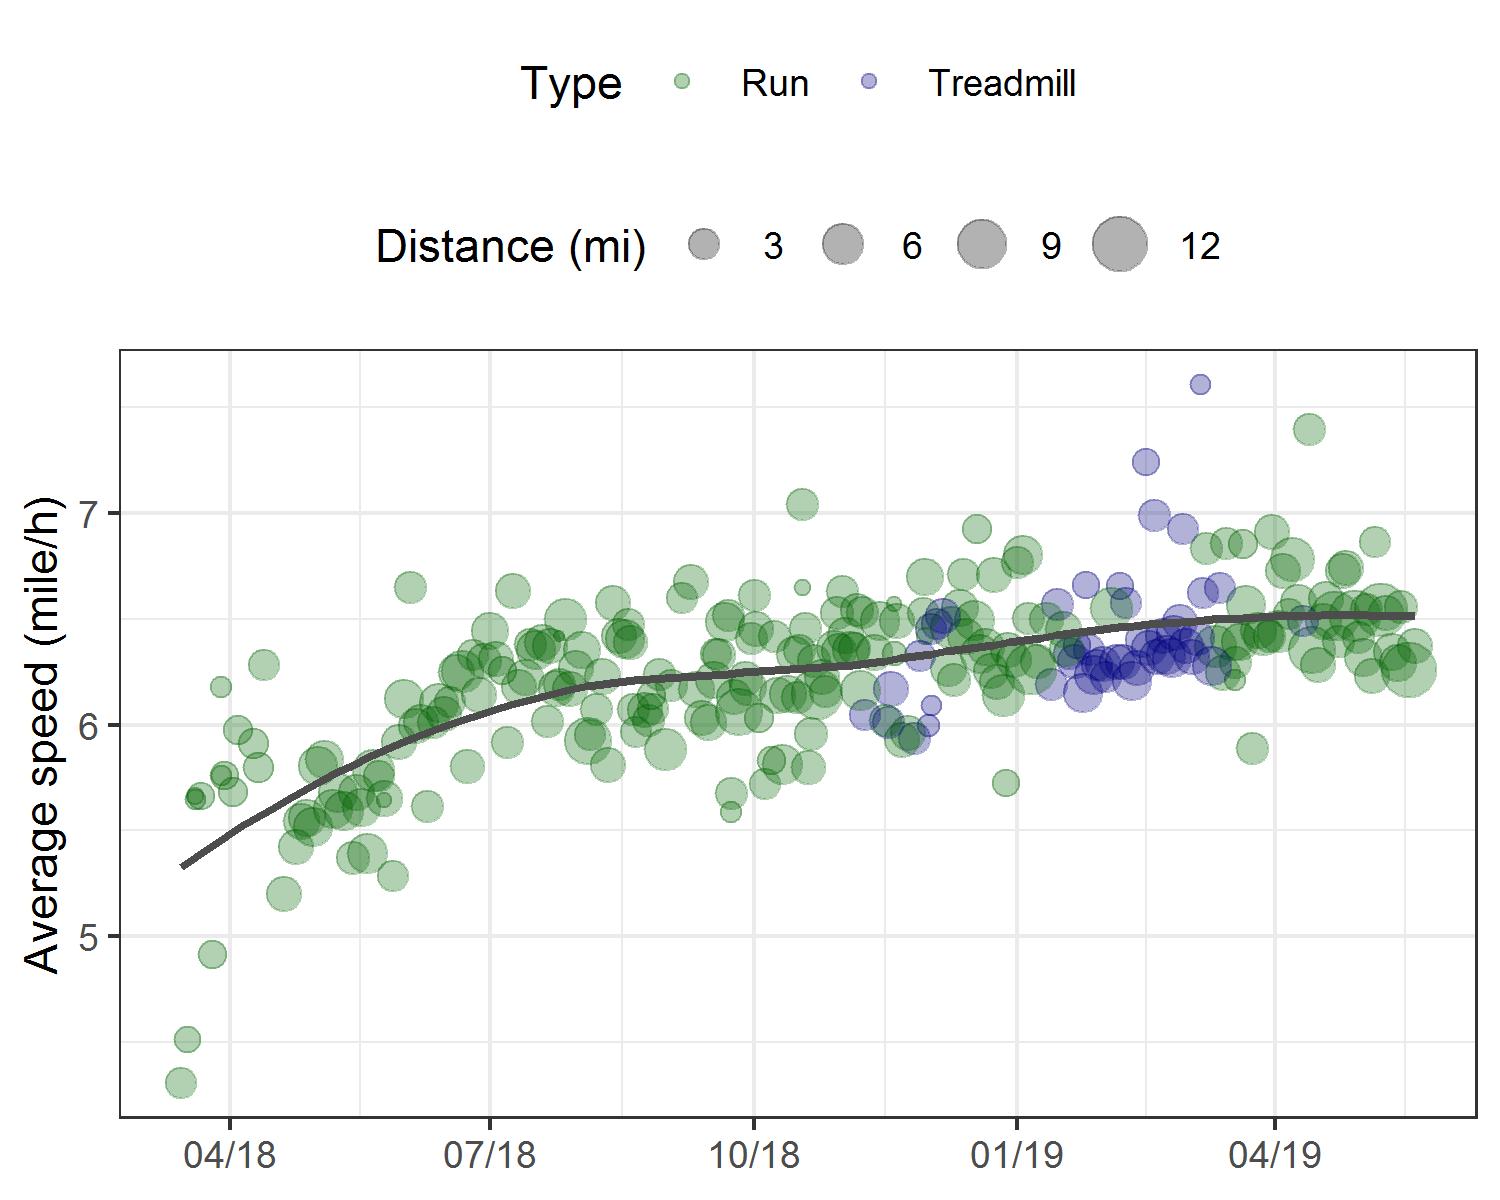 Type Run Treadmill
Distance (mi) 3 6 9 12
Average speed (mile/h)
7
6
5
04/18 07/18 10/18 01/19 04/19